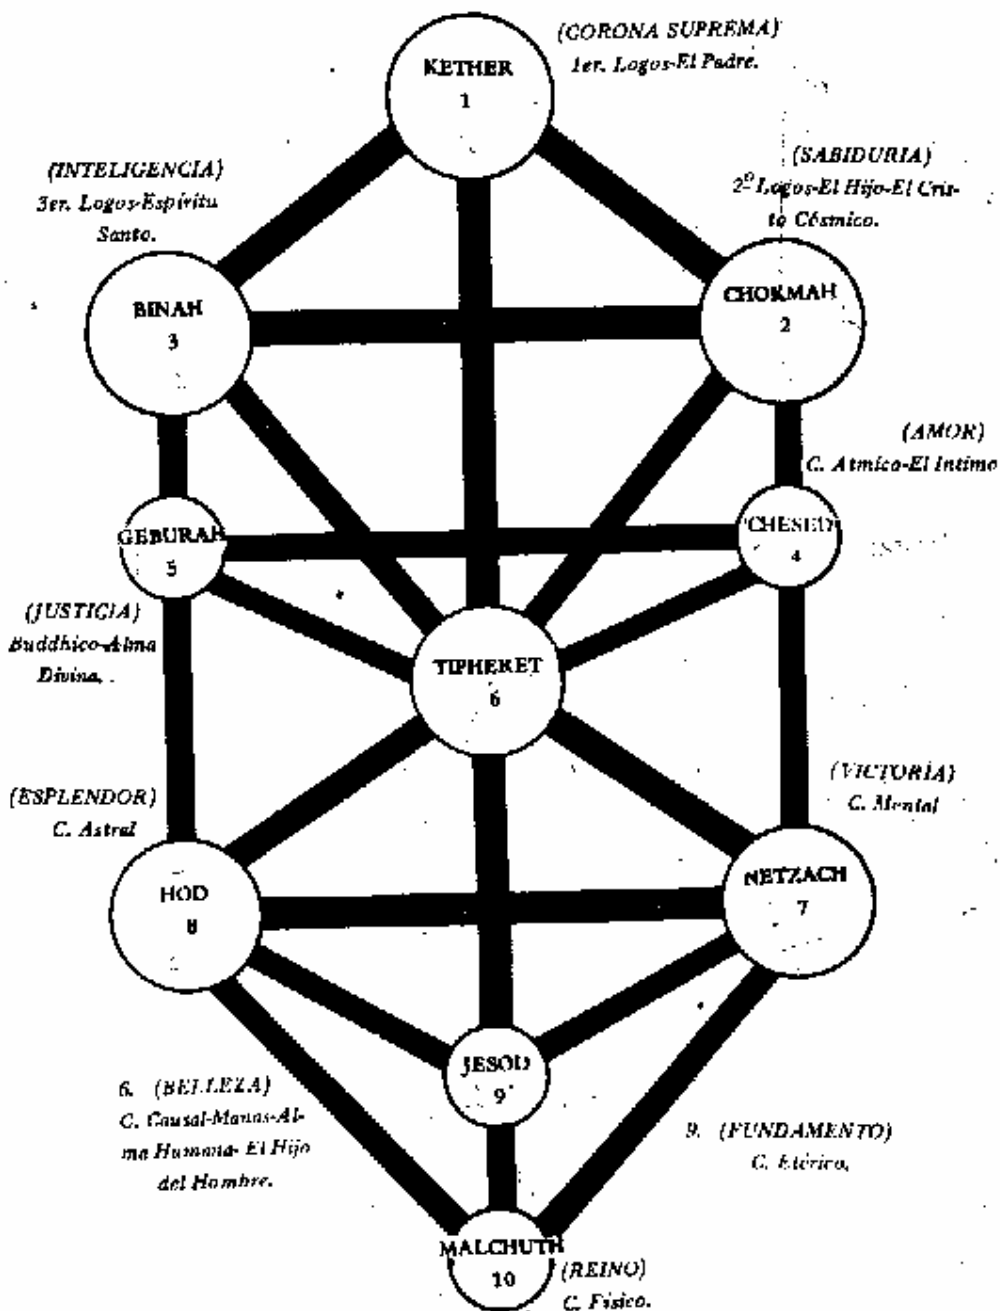 KETHER
1
(CORONA SUPREMA)
1er. Logos-El Padre.
(INTELIGENCIA)
3er. Logos-Espíritu
Santo.
(SABIDURIA)
2º Logos-El Hijo-El Cris-
to Cósmico.
BINAH
3
CHOKMAH
2
(AMOR)
C. Atmico-El Intimo
GEBURAH
5
CHESED
4
(JUSTICIA)
Buddhico-Alma
Divina.
TIPHERET
6
(ESPLENDOR)
C. Astral
(VICTORIA)
C. Mental
HOD
8
NETZACH
7
JESOD
9
6. (BELLEZA)
C. Causal-Manas-Al-
ma Humana- El Hijo
del Hombre.
9. (FUNDAMENTO)
C. Etérico.
MALCHUTH
10
(REINO)
C. Físico.